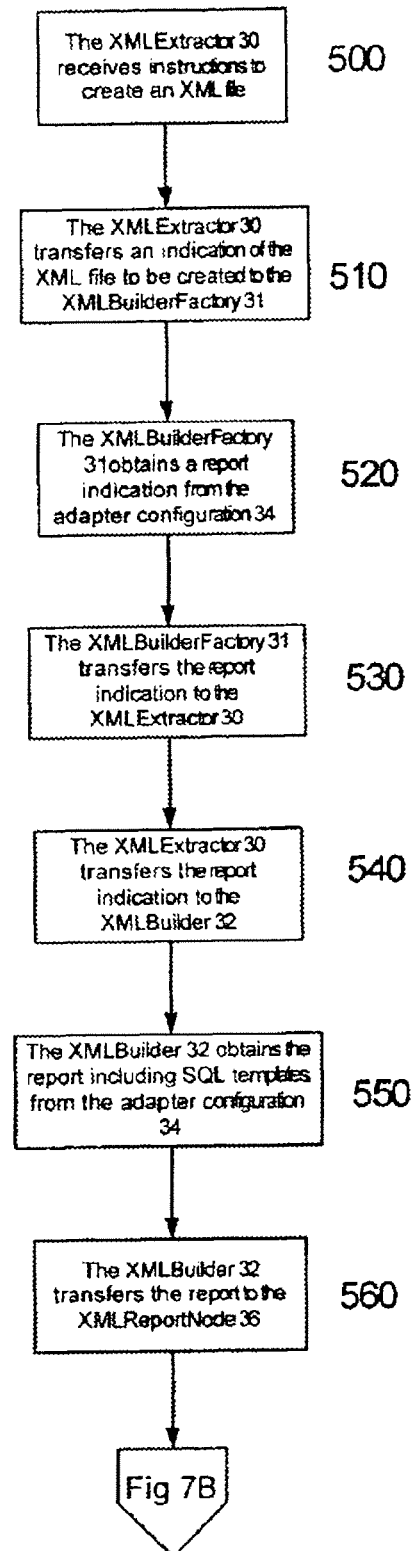 The XMLExtractor 30
receives instructions to
create an XML file
500
The XMLExtractor 30
transfers an indication of the
XML file to be created to the
XMLBuilderFactory 31
510
The XMLBuilderFactory
31 obtains a report
indication from the
adapter configuration 34
520
The XMLBuilderFactory 31
transfers the report
indication to the
XMLExtractor 30
530
The XMLExtractor 30
transfers the report
indication to the
XMLBuilder 32
540
The XMLBuilder 32 obtains the
report including SQL templates
from the adapter configuration
34
550
The XMLBuilder 32
transfers the report to the
XMLReportNode 36
560
Fig 7B